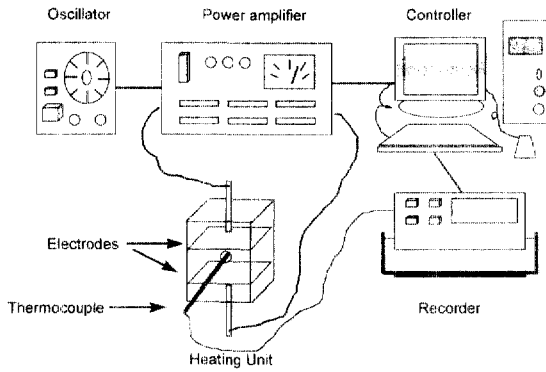 Oscillator
Power amplifier
Controller
Electrodes
Thermocouple
Recorder
Heating Unit